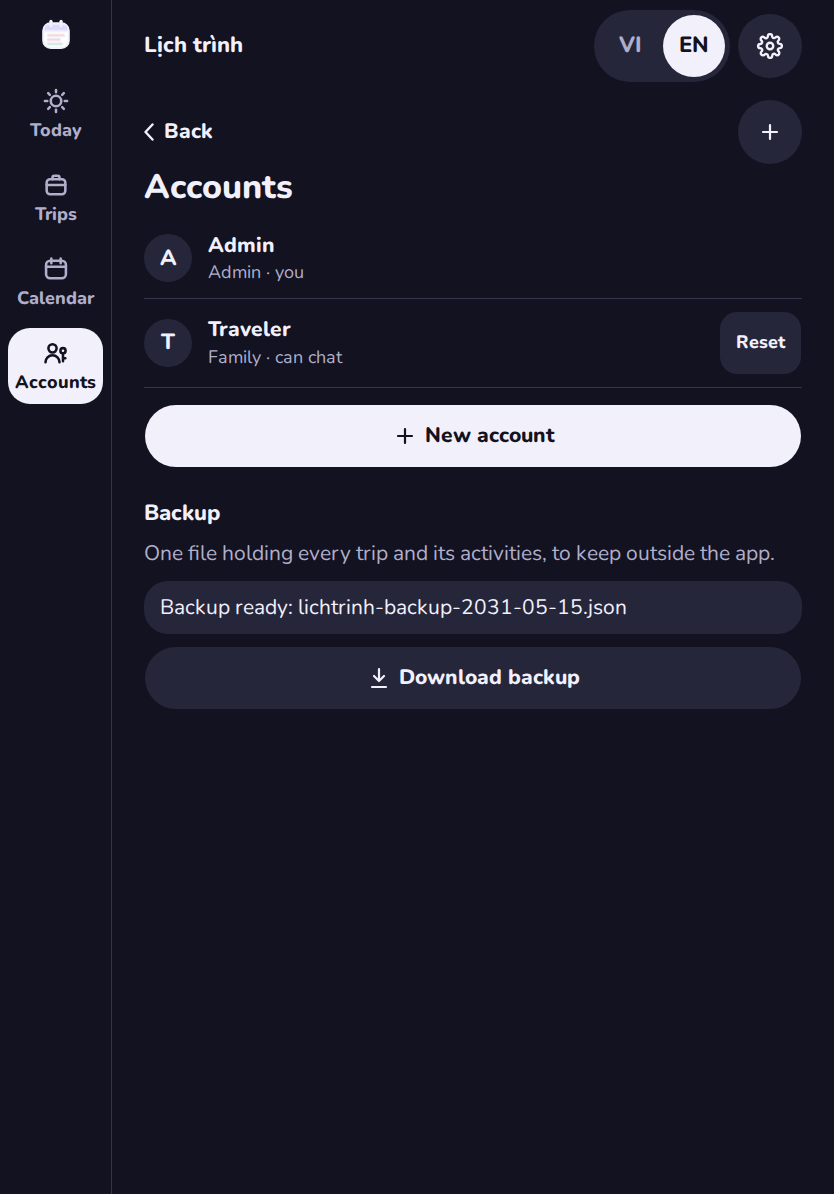 Lịch trình
VI
EN
Today
Trips
Calendar
Accounts
Back
Accounts
A
Admin
Admin · you
T
Traveler
Family · can chat
Reset
New account
Backup
One file holding every trip and its activities, to keep outside the app.
Backup ready: lichtrinh-backup-2031-05-15.json
Download backup